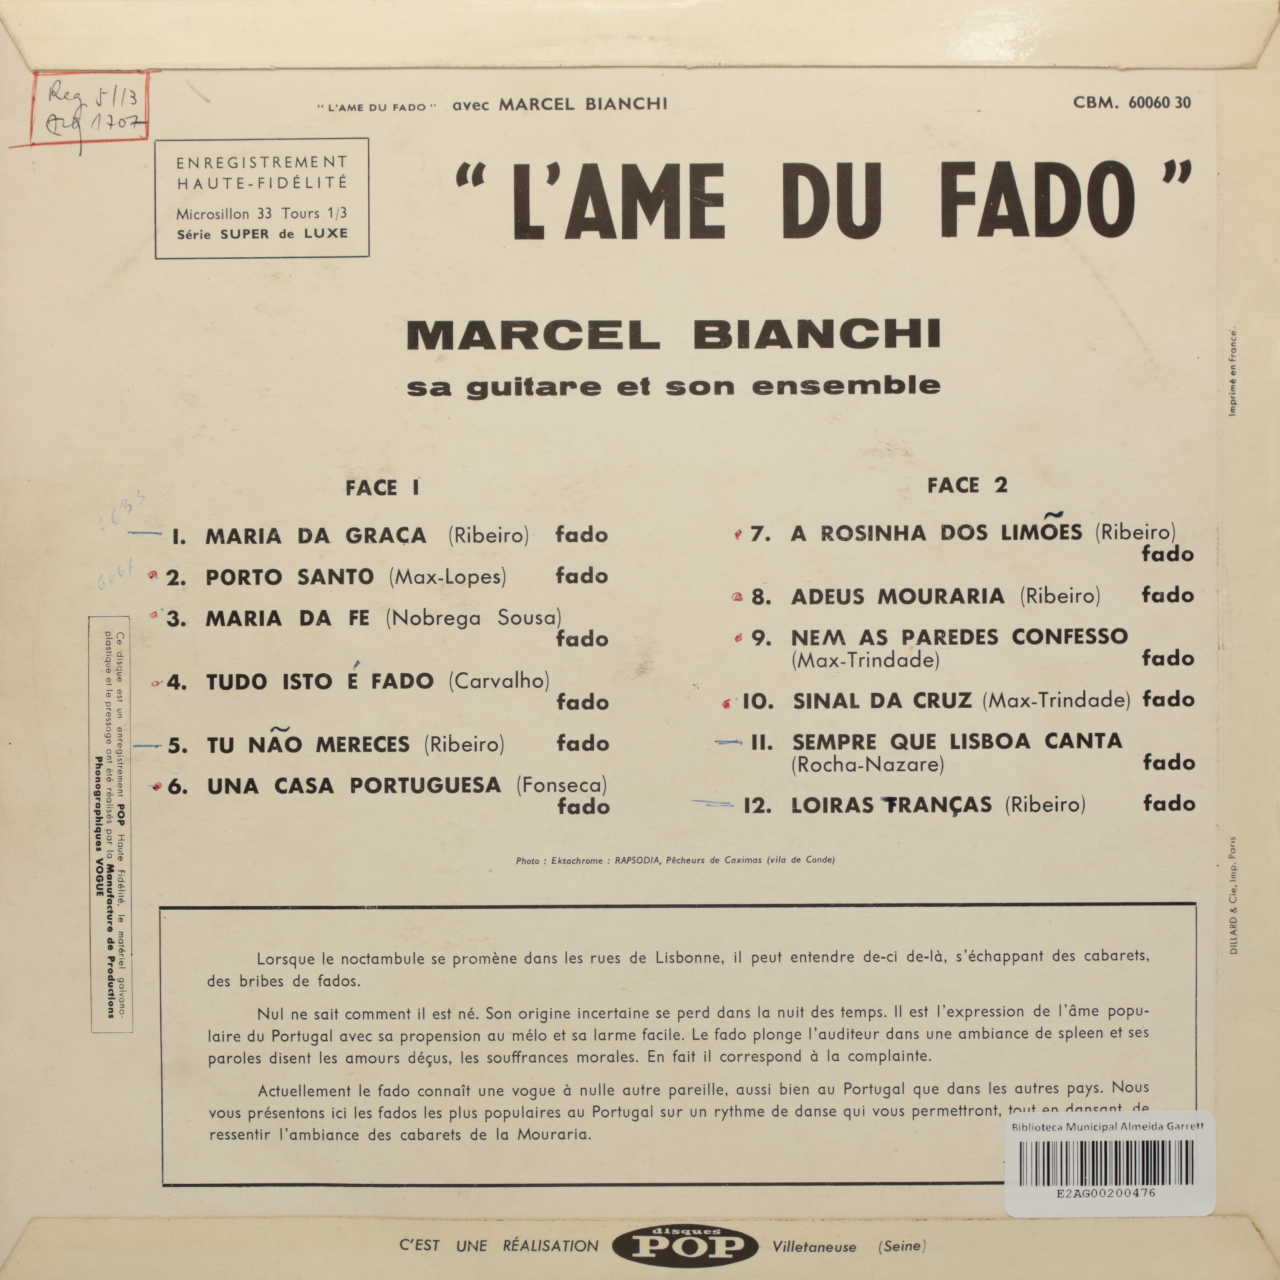 Reg 5/13
1707
" L'AME DU FADO " avec MARCEL BIANCHI
CBM. 60060 30
ENREGISTREMENT
HAUTE-FIDÉLITÉ
Microsillon 33 Tours 1/3
Série SUPER de LUXE
" L'AME DU FADO "
MARCEL BIANCHI
sa guitare et son ensemble
FACE 1
1. MARIA DA GRACA (Ribeiro) fado
2. PORTO SANTO (Max-Lopes) fado
3. MARIA DA FE (Nobrega Sousa)
fado
4. TUDO ISTO É FADO (Carvalho)
fado
5. TU NÃO MERECES (Ribeiro) fado
6. UNA CASA PORTUGUESA (Fonseca)
fado
FACE 2
7. A ROSINHA DOS LIMÕES (Ribeiro)
fado
8. ADEUS MOURARIA (Ribeiro) fado
9. NEM AS PAREDES CONFESSO
(Max-Trindade) fado
10. SINAL DA CRUZ (Max-Trindade) fado
11. SEMPRE QUE LISBOA CANTA
(Rocha-Nazare) fado
12. LOIRAS TRANÇAS (Ribeiro) fado
Photo : Ektachrome : RAPSODIA, Pêcheurs de Caximas (vila de Conde)
Ce disque est un enregistrement POP Haute Fidélité, le matériel galvano-
plastique et le pressage ont été réalisés par la Manufacture de Productions
Phonographiques VOGUE
Imprimé en France.
DILLARD & Cie, Imp. Paris
Lorsque le noctambule se promène dans les rues de Lisbonne, il peut entendre de-ci de-là, s'échappant des cabarets,
des bribes de fados.
Nul ne sait comment il est né. Son origine incertaine se perd dans la nuit des temps. Il est l'expression de l'âme popu-
laire du Portugal avec sa propension au mélo et sa larme facile. Le fado plonge l'auditeur dans une ambiance de spleen et ses
paroles disent les amours déçus, les souffrances morales. En fait il correspond à la complainte.
Actuellement le fado connaît une vogue à nulle autre pareille, aussi bien au Portugal que dans les autres pays. Nous
vous présentons ici les fados les plus populaires au Portugal sur un rythme de danse qui vous permettront, tout en dansant, de
ressentir l'ambiance des cabarets de la Mouraria.
Biblioteca Municipal Almeida Garrett
E2AG00200476
C'EST UNE RÉALISATION disques POP Villetaneuse (Seine)